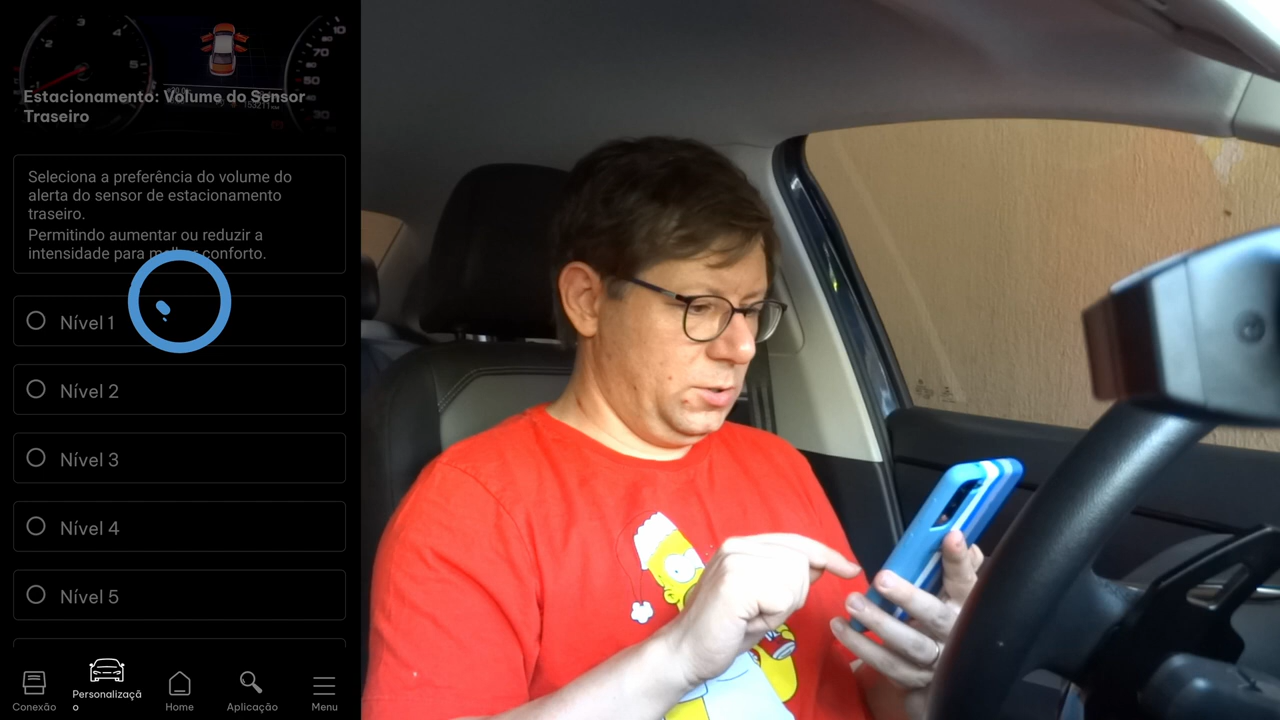 Estacionamento: Volume do Sensor
Traseiro
Seleciona a preferência do volume do
alerta do sensor de estacionamento
traseiro.
Permitindo aumentar ou reduzir a
intensidade para melhor conforto.
Nível 1
Nível 2
Nível 3
Nível 4
Nível 5
Conexão
Personalizaçã
o
Home
Aplicação
Menu